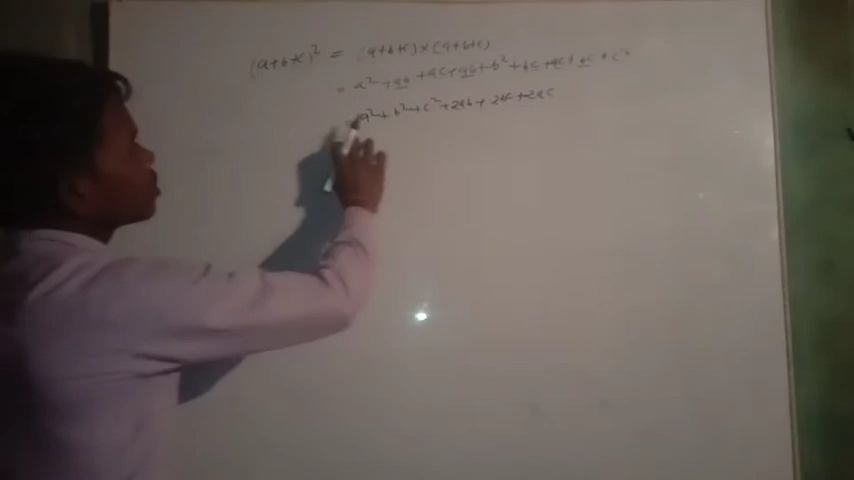 (a+b+c)² = (a+b+c)×(a+b+c)
= a²+ab+ac+ab+b²+bc+ac+bc+c²
= a²+b²+c²+2ab+2bc+2ac